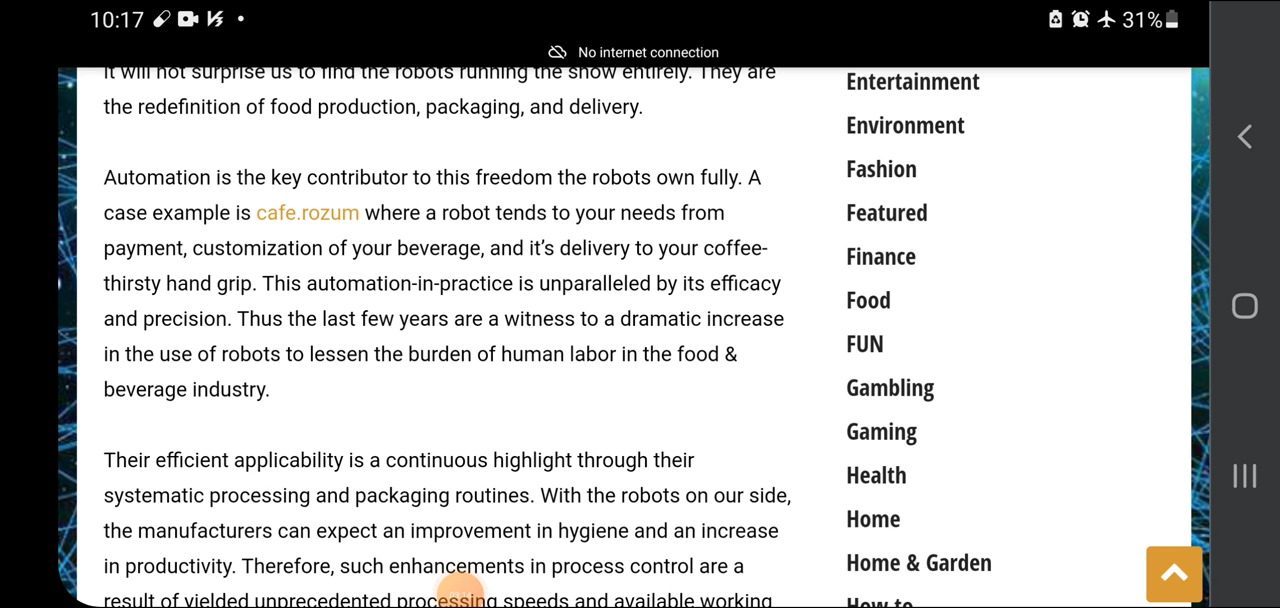 10:17
31%
No internet connection
it will not surprise us to find the robots running the show entirely. They are
the redefinition of food production, packaging, and delivery.
Automation is the key contributor to this freedom the robots own fully. A
case example is cafe.rozum where a robot tends to your needs from
payment, customization of your beverage, and it’s delivery to your coffee-
thirsty hand grip. This automation-in-practice is unparalleled by its efficacy
and precision. Thus the last few years are a witness to a dramatic increase
in the use of robots to lessen the burden of human labor in the food &
beverage industry.
Their efficient applicability is a continuous highlight through their
systematic processing and packaging routines. With the robots on our side,
the manufacturers can expect an improvement in hygiene and an increase
in productivity. Therefore, such enhancements in process control are a
result of yielded unprecedented processing speeds and available working
03:14
Entertainment
Environment
Fashion
Featured
Finance
Food
FUN
Gambling
Gaming
Health
Home
Home & Garden
How to